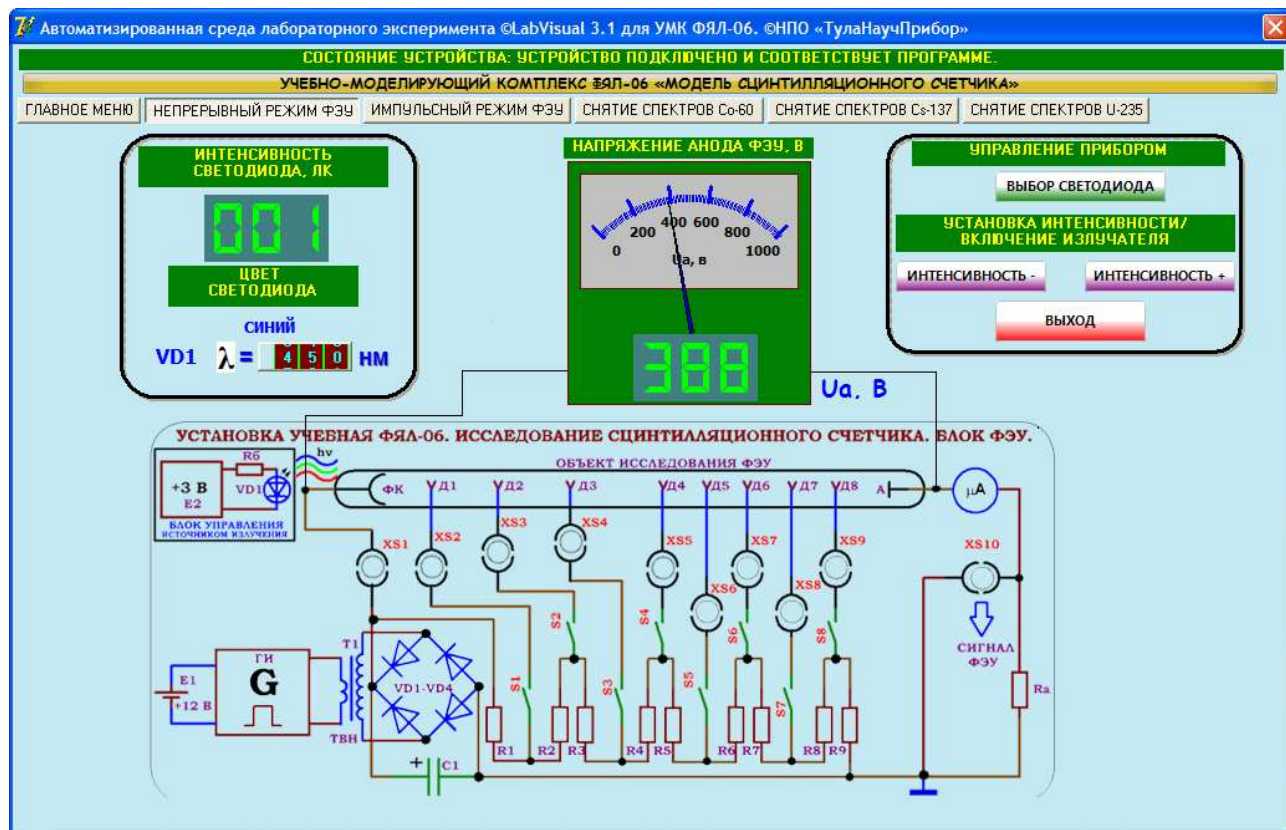 Автоматизированная среда лабораторного эксперимента ©LabVisual 3.1 для УМК ФЯЛ-06. ©НПО «ТулаНаучПрибор»
СОСТОЯНИЕ УСТРОЙСТВА: УСТРОЙСТВО ПОДКЛЮЧЕНО И СООТВЕТСТВУЕТ ПРОГРАММЕ.
УЧЕБНО-МОДЕЛИРУЮЩИЙ КОМПЛЕКС ФЯЛ-06 «МОДЕЛЬ СЦИНТИЛЛЯЦИОННОГО СЧЕТЧИКА»
ГЛАВНОЕ МЕНЮ НЕПРЕРЫВНЫЙ РЕЖИМ ФЭУ ИМПУЛЬСНЫЙ РЕЖИМ ФЭУ СНЯТИЕ СПЕКТРОВ Co-60 СНЯТИЕ СПЕКТРОВ Cs-137 СНЯТИЕ СПЕКТРОВ U-235
ИНТЕНСИВНОСТЬ
СВЕТОДИОДА, ЛК
001
ЦВЕТ
СВЕТОДИОДА
СИНИЙ
VD1 λ = 450 НМ
НАПРЯЖЕНИЕ АНОДА ФЭУ, В
0 200 400 600 800 1000
Uа, в
388
Uа, В
УПРАВЛЕНИЕ ПРИБОРОМ
ВЫБОР СВЕТОДИОДА
УСТАНОВКА ИНТЕНСИВНОСТИ/
ВКЛЮЧЕНИЕ ИЗЛУЧАТЕЛЯ
ИНТЕНСИВНОСТЬ - ИНТЕНСИВНОСТЬ +
ВЫХОД
УСТАНОВКА УЧЕБНАЯ ФЯЛ-06. ИССЛЕДОВАНИЕ СЦИНТИЛЛЯЦИОННОГО СЧЕТЧИКА. БЛОК ФЭУ.
R6 hν
+3 В VD1
E2
БЛОК УПРАВЛЕНИЯ
ИСТОЧНИКОМ ИЗЛУЧЕНИЯ
ОБЪЕКТ ИССЛЕДОВАНИЯ ФЭУ
ФК Д1 Д2 Д3 Д4 Д5 Д6 Д7 Д8 А μА
XS1 XS2 XS3 XS4 XS5 XS6 XS7 XS8 XS9 XS10
S1 S2 S3 S4 S5 S6 S7 S8
СИГНАЛ
ФЭУ
E1
+12 В
ГИ
G
T1
ТВН
VD1-VD4
C1
+
R1 R2 R3 R4 R5 R6 R7 R8 R9
Rа